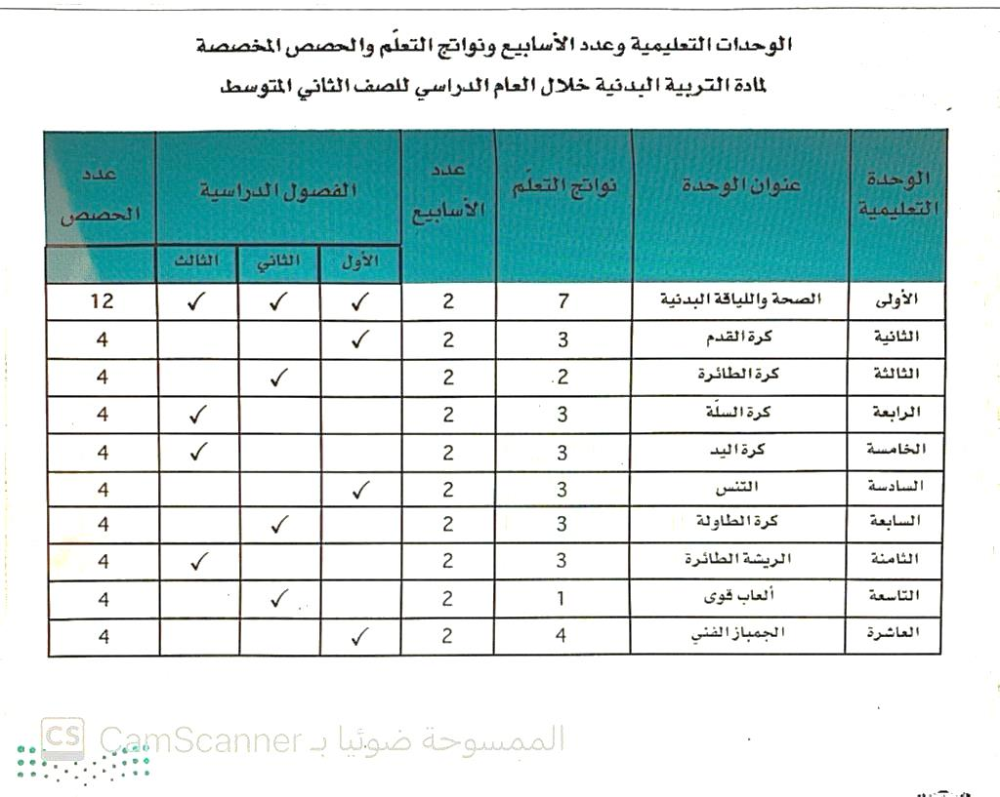 الوحدات التعليمية وعدد الأسابيع ونواتج التعلّم والحصص المخصصة
لمادة التربية البدنية خلال العام الدراسي للصف الثاني المتوسط
الوحدة التعليمية عنوان الوحدة نواتج التعلّم عدد الأسابيع الفصول الدراسية عدد الحصص
الأول الثاني الثالث
الأولى الصحة واللياقة البدنية 7 2 ✓ ✓ ✓ 12
الثانية كرة القدم 3 2 ✓ 4
الثالثة كرة الطائرة 2 2 ✓ 4
الرابعة كرة السلّة 3 2 ✓ 4
الخامسة كرة اليد 3 2 ✓ 4
السادسة التنس 3 2 ✓ 4
السابعة كرة الطاولة 3 2 ✓ 4
الثامنة الريشة الطائرة 3 2 ✓ 4
التاسعة ألعاب قوى 1 2 ✓ 4
العاشرة الجمباز الفني 4 2 ✓ 4
الممسوحة ضوئيا بـ CamScanner
CS